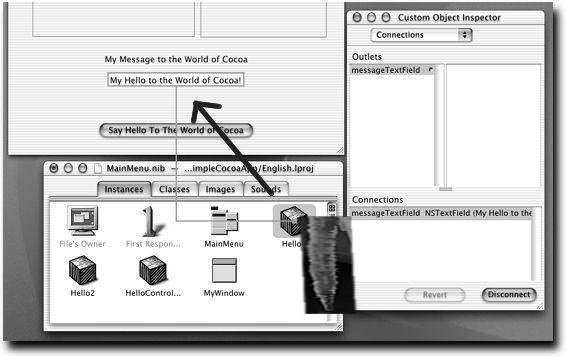 My Message to the World of Cocoa
My Hello to the World of Cocoa!
Say Hello To The World of Cocoa
MainMenu.nib — ...impleCocoaApp/English.lproj
Instances Classes Images Sounds
File's Owner First Respon... MainMenu Hello
Hello2 HelloControl... MyWindow
Custom Object Inspector
Connections
Outlets
messageTextField
Connections
messageTextField NSTextField (My Hello to the
Revert Disconnect